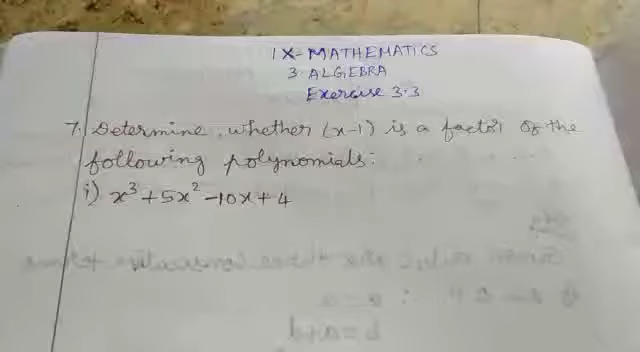 IX-MATHEMATICS
3 ALGEBRA
Exercise 3.3
7. Determine, whether (x-1) is a factor of the
following polynomials:
i) x³ + 5x² - 10x + 4